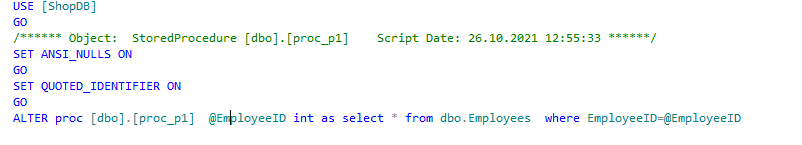 USE [ShopDB]
GO
/****** Object:  StoredProcedure [dbo].[proc_p1]    Script Date: 26.10.2021 12:55:33 ******/
SET ANSI_NULLS ON
GO
SET QUOTED_IDENTIFIER ON
GO
ALTER proc [dbo].[proc_p1]  @EmployeeID int as select * from dbo.Employees  where EmployeeID=@EmployeeID